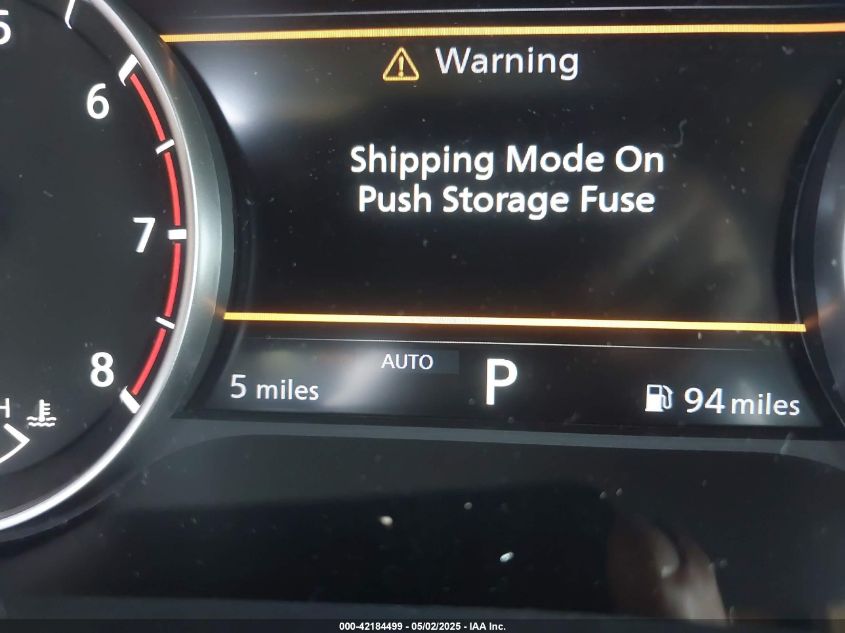 5
6
7
8
H
Warning
Shipping Mode On
Push Storage Fuse
AUTO
P
5 miles
94 miles
000-42184499 - 05/02/2025 - IAA Inc.